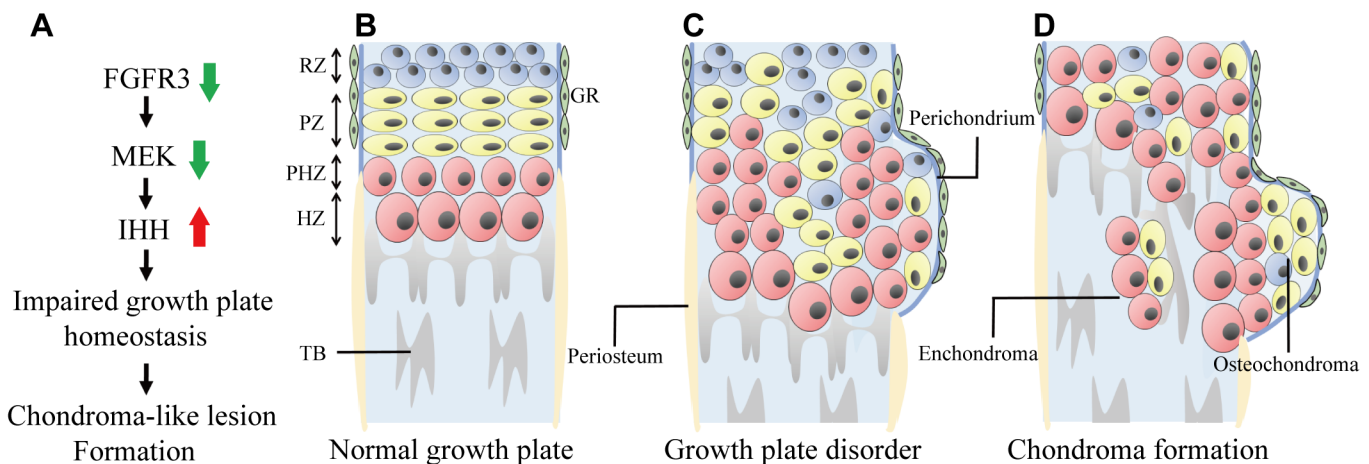 A
FGFR3
MEK
IHH
Impaired growth plate
homeostasis
Chondroma-like lesion
Formation
B
RZ
PZ
PHZ
HZ
TB
GR
Normal growth plate
C
Perichondrium
Periosteum
Growth plate disorder
D
Enchondroma
Osteochondroma
Chondroma formation